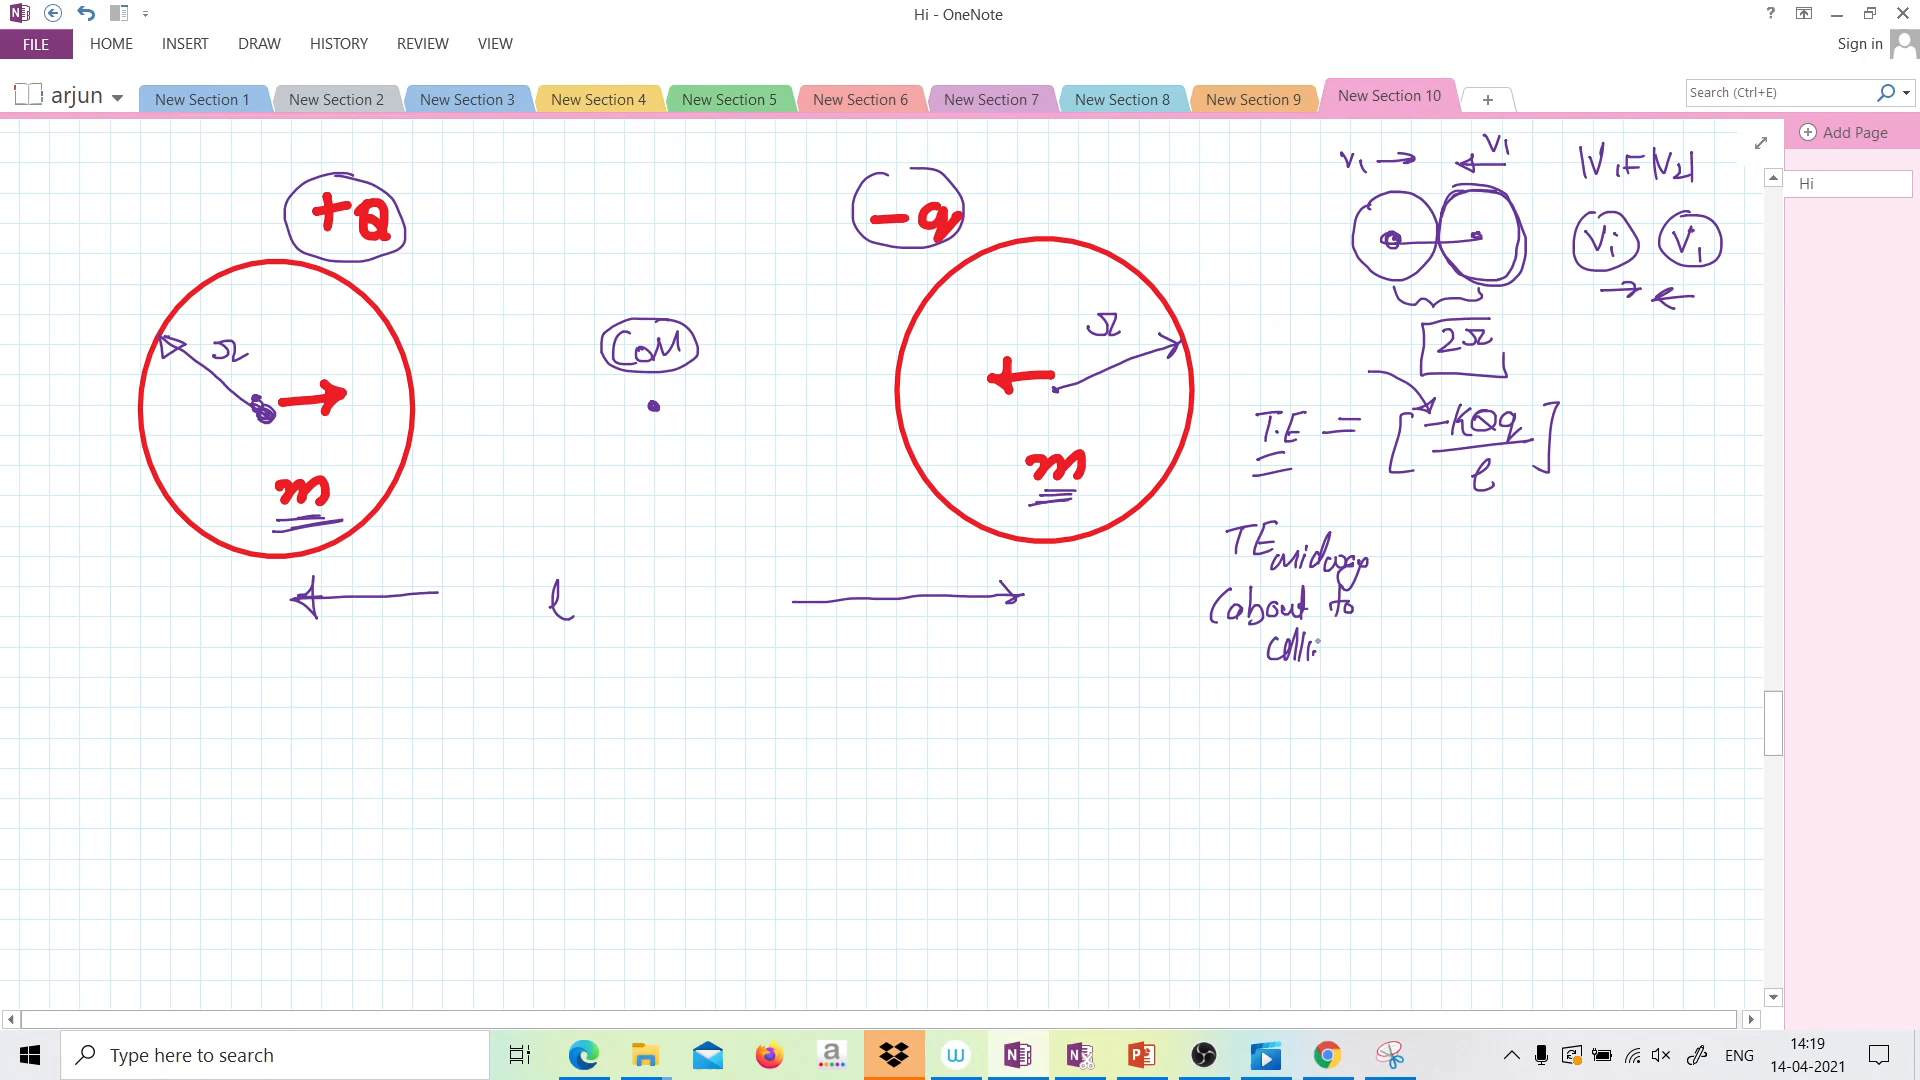 Hi - OneNote
?
FILE HOME INSERT DRAW HISTORY REVIEW VIEW
Sign in
arjun
New Section 1 New Section 2 New Section 3 New Section 4 New Section 5 New Section 6 New Section 7 New Section 8 New Section 9 New Section 10 +
Search (Ctrl+E)
Add Page
Hi
+Q
-q
r
r
COM
m
m
l
V1 → ← V1
|V1|=|V2|
Vi V1
2r
T.E = [-KQq/l]
TE midway
(about to
colli
Type here to search
ENG
14:19
14-04-2021